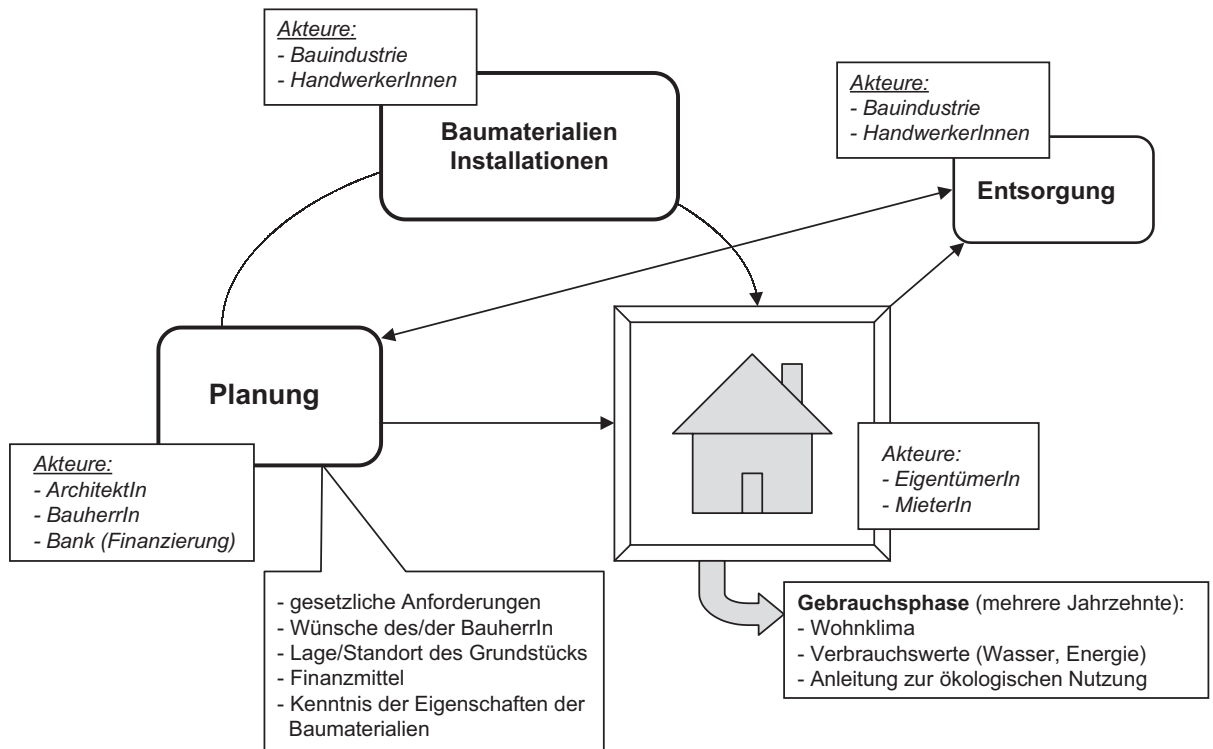 Akteure:
- Bauindustrie
- HandwerkerInnen
Baumaterialien
Installationen
Akteure:
- Bauindustrie
- HandwerkerInnen
Entsorgung
Planung
Akteure:
- ArchitektIn
- BauherrIn
- Bank (Finanzierung)
Akteure:
- EigentümerIn
- MieterIn
- gesetzliche Anforderungen
- Wünsche des/der BauherrIn
- Lage/Standort des Grundstücks
- Finanzmittel
- Kenntnis der Eigenschaften der
Baumaterialien
Gebrauchsphase (mehrere Jahrzehnte):
- Wohnklima
- Verbrauchswerte (Wasser, Energie)
- Anleitung zur ökologischen Nutzung